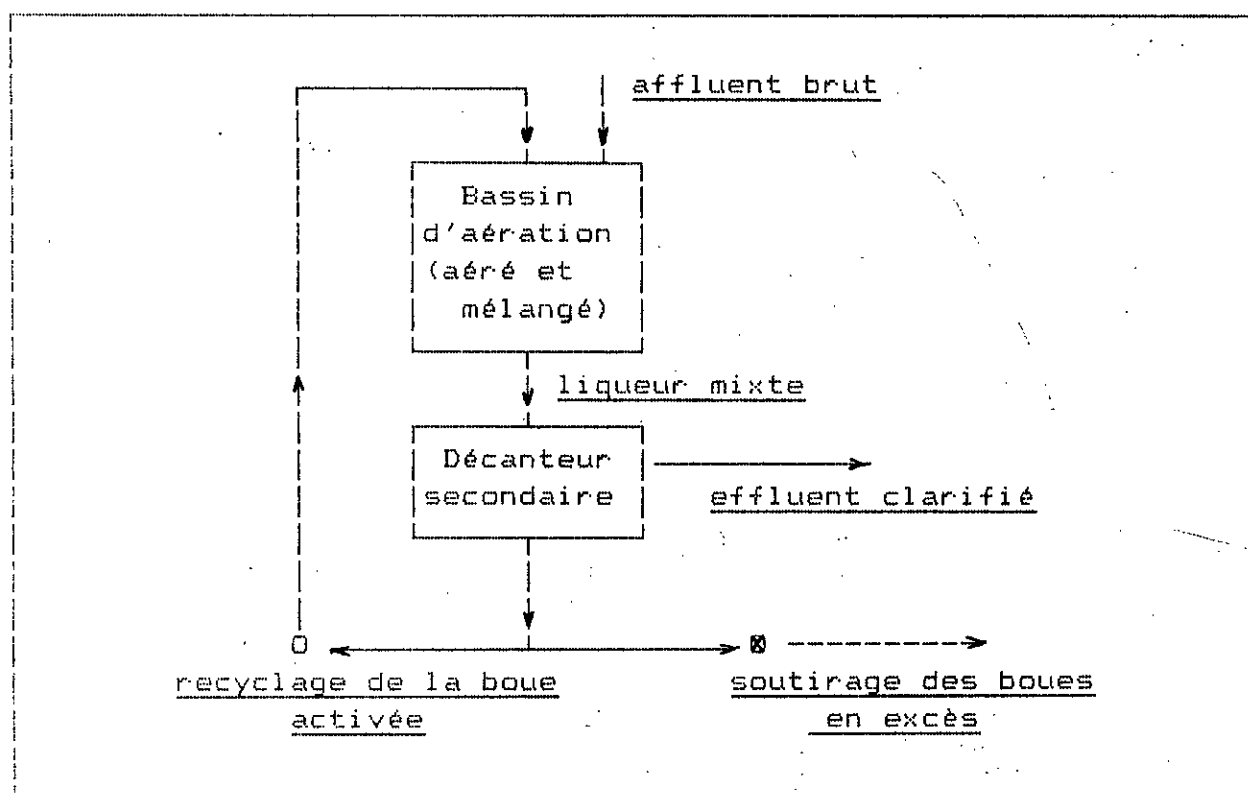 affluent brut
Bassin
d'aération
(aéré et
mélangé)
liqueur mixte
Décanteur
secondaire
effluent clarifié
recyclage de la boue
activée
soutirage des boues
en excès